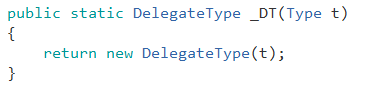 public static DelegateType _DT(Type t)
{
    return new DelegateType(t);
}